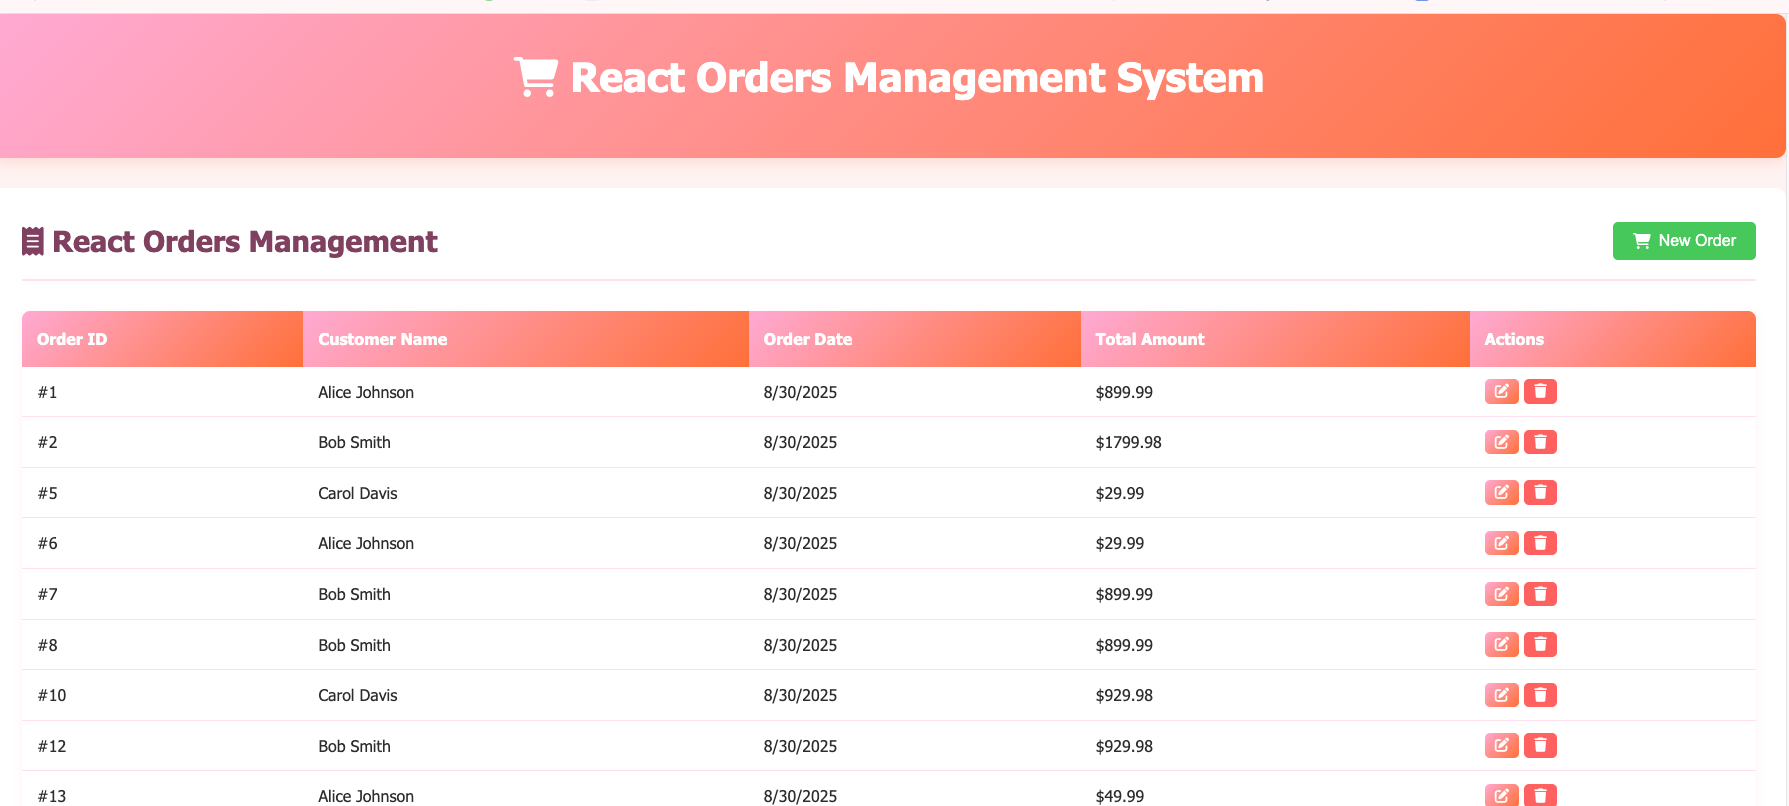 React Orders Management System
React Orders Management
New Order
Order ID Customer Name Order Date Total Amount Actions
#1 Alice Johnson 8/30/2025 $899.99
#2 Bob Smith 8/30/2025 $1799.98
#5 Carol Davis 8/30/2025 $29.99
#6 Alice Johnson 8/30/2025 $29.99
#7 Bob Smith 8/30/2025 $899.99
#8 Bob Smith 8/30/2025 $899.99
#10 Carol Davis 8/30/2025 $929.98
#12 Bob Smith 8/30/2025 $929.98
#13 Alice Johnson 8/30/2025 $49.99